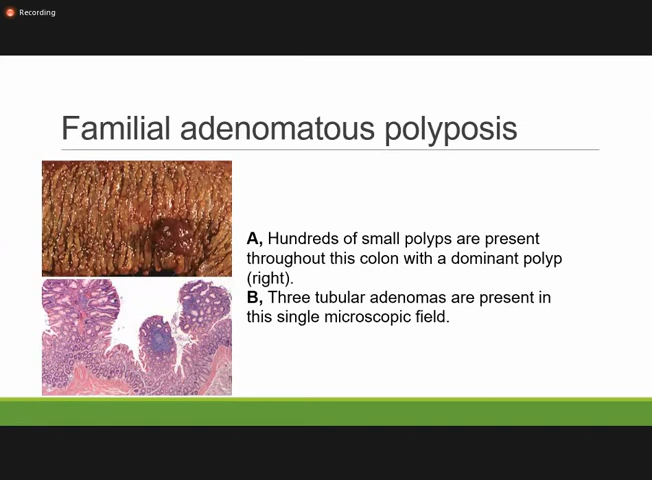 Recording
Familial adenomatous polyposis
A, Hundreds of small polyps are present
throughout this colon with a dominant polyp
(right).
B, Three tubular adenomas are present in
this single microscopic field.